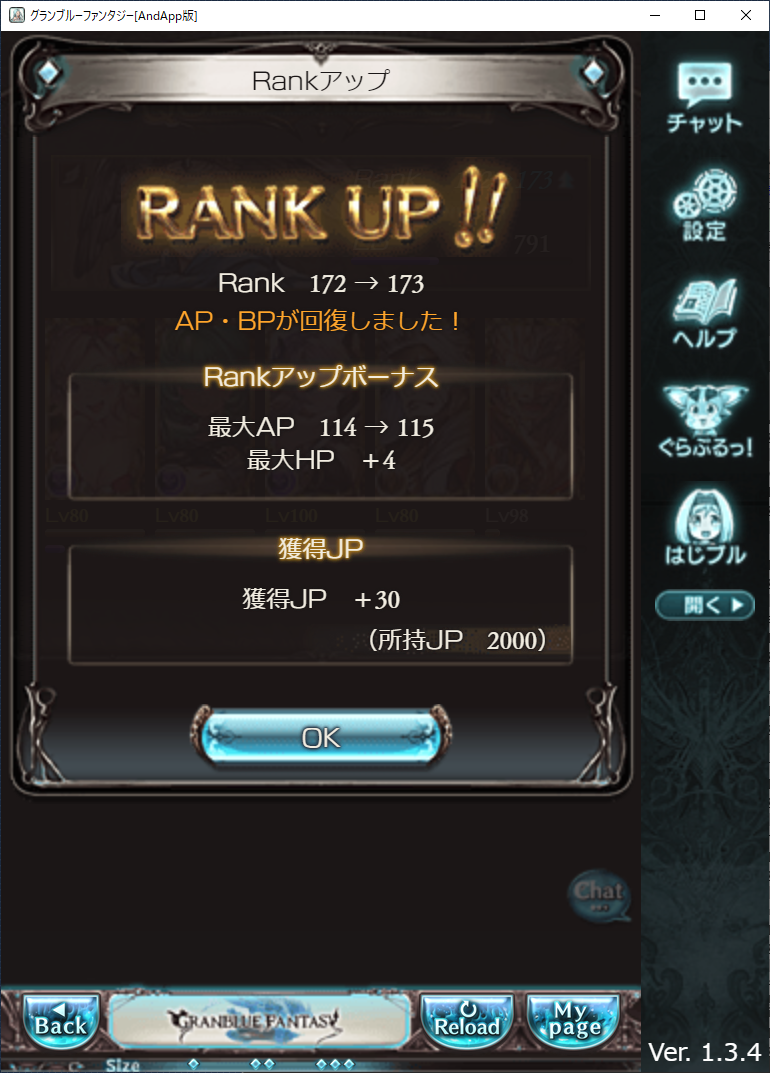 グランブルーファンタジー[AndApp版]
Rankアップ
チャット
RANK UP!!
173
791
設定
Rank 172 → 173
AP・BPが回復しました！
ヘルプ
Rankアップボーナス
最大AP 114 → 115
最大HP ＋4
ぐらぶるっ!
Lv80 Lv80 Lv100 Lv80 Lv98
獲得JP
はじブル
獲得JP ＋30
開く
（所持JP 2000）
OK
Chat
Back
GRANBLUE FANTASY
Reload
My page
Size
Ver. 1.3.4